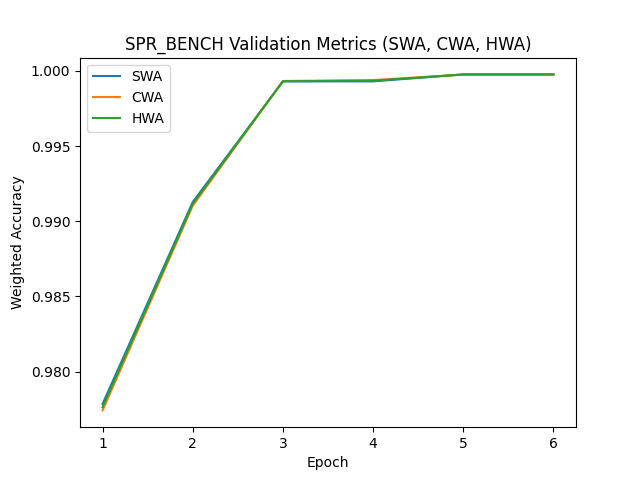 SPR_BENCH Validation Metrics (SWA, CWA, HWA)
SWA
CWA
HWA
1.000
0.995
0.990
0.985
0.980
Weighted Accuracy
1 2 3 4 5 6
Epoch